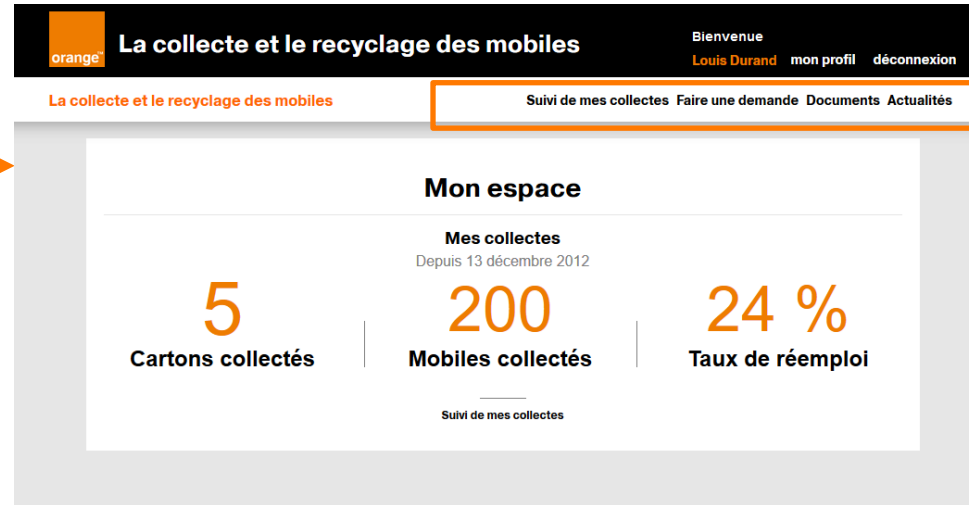 orange™
La collecte et le recyclage des mobiles
Bienvenue
Louis Durand mon profil déconnexion
La collecte et le recyclage des mobiles
Suivi de mes collectes Faire une demande Documents Actualités
Mon espace
Mes collectes
Depuis 13 décembre 2012
5 200 24 %
Cartons collectés Mobiles collectés Taux de réemploi
Suivi de mes collectes